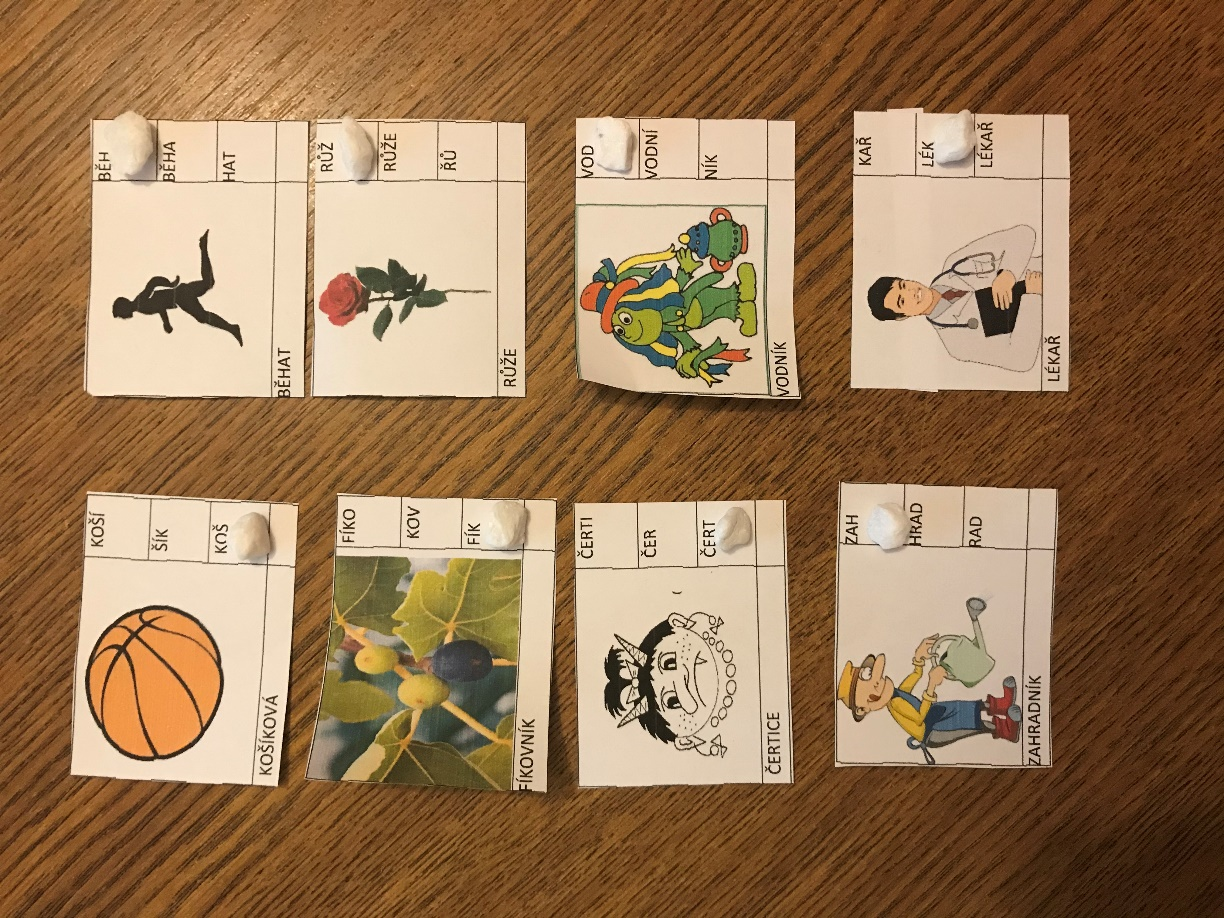 KOŠÍ
ŠÍK
KOŠ
KOŠÍKOVÁ
BĚH
BĚHA
HAT
BĚHAT
FÍKO
KOV
FÍK
FÍKOVNÍK
RŮŽ
RŮŽE
RŮ
RŮŽE
ČERTI
ČER
ČERT
ČERTICE
VOD
VODNÍ
NÍK
VODNÍK
ZAH
HRAD
RAD
ZAHRADNÍK
KAŘ
LÉK
LÉKAŘ
LÉKAŘ